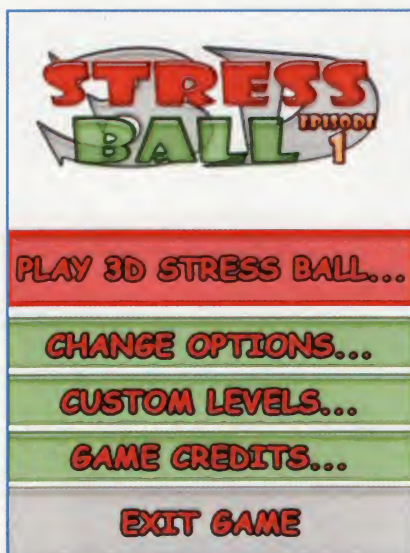 STRESS
BALL EPISODE
1
PLAY 3D STRESS BALL...
CHANGE OPTIONS...
CUSTOM LEVELS...
GAME CREDITS...
EXIT GAME